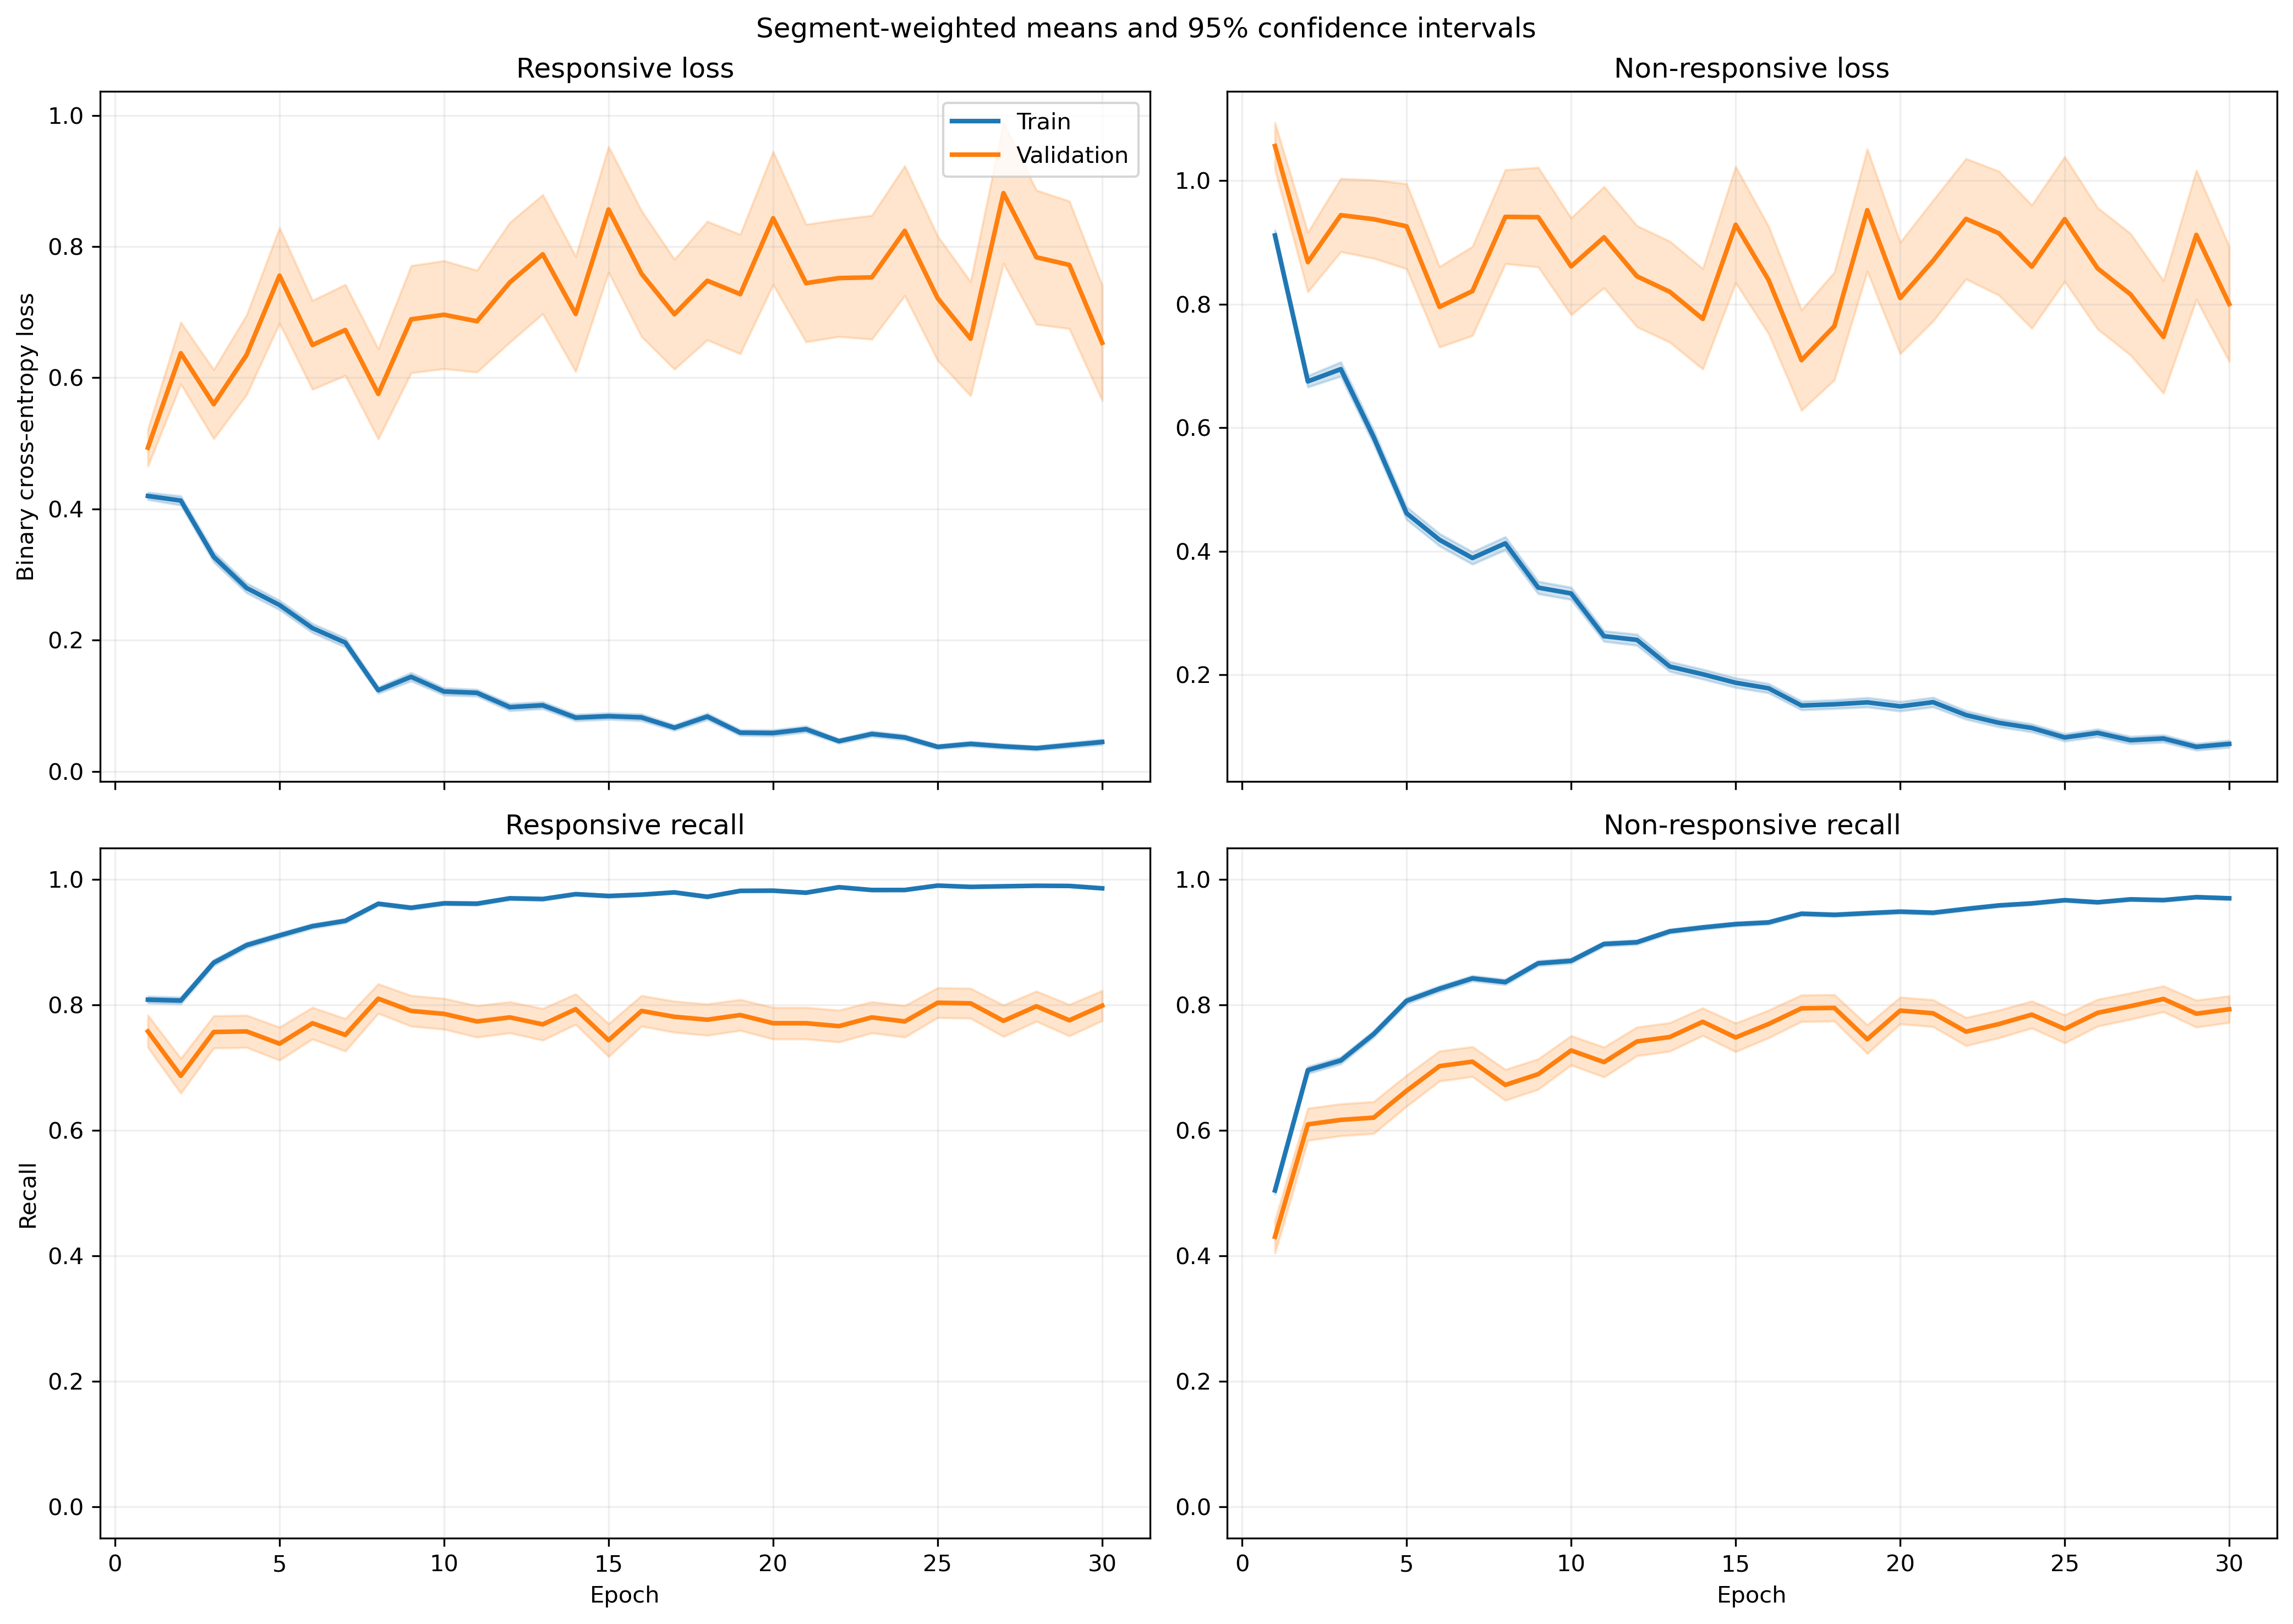 Segment-weighted means and 95% confidence intervals
Responsive loss
Non-responsive loss
Binary cross-entropy loss
1.0
0.8
0.6
0.4
0.2
0.0
Train
Validation
1.0
0.8
0.6
0.4
0.2
Responsive recall
Non-responsive recall
Recall
1.0
0.8
0.6
0.4
0.2
0.0
0 5 10 15 20 25 30
Epoch
1.0
0.8
0.6
0.4
0.2
0.0
0 5 10 15 20 25 30
Epoch